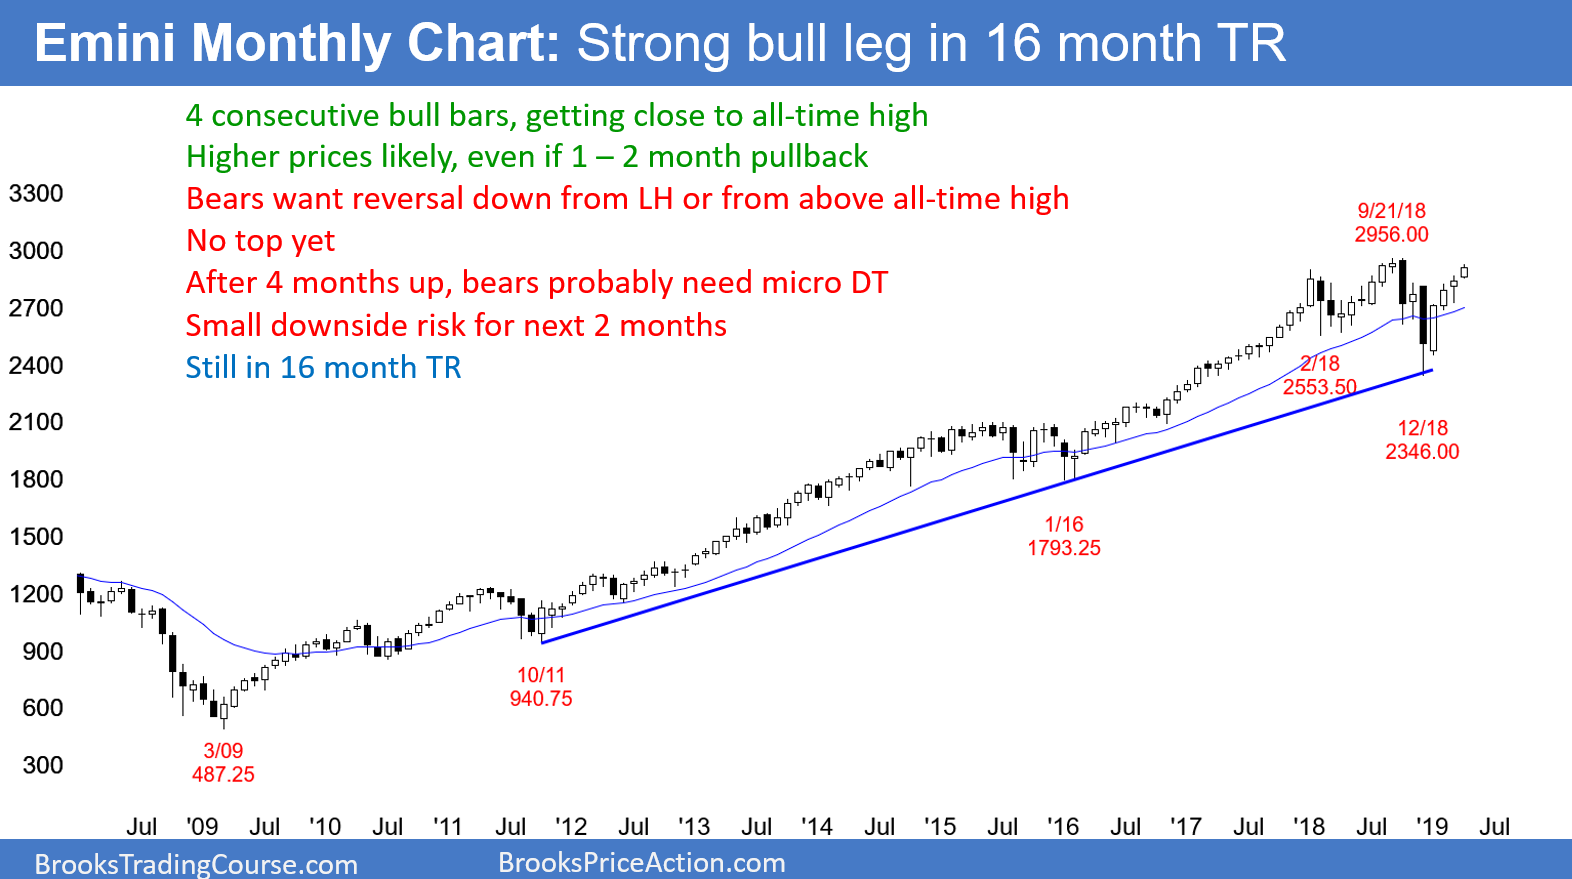 Emini Monthly Chart: Strong bull leg in 16 month TR
4 consecutive bull bars, getting close to all-time high
Higher prices likely, even if 1 – 2 month pullback
Bears want reversal down from LH or from above all-time high
No top yet
After 4 months up, bears probably need micro DT
Small downside risk for next 2 months
Still in 16 month TR
3300
3000
2700
2400
2100
1800
1500
1200
900
600
300
9/21/18
2956.00
2/18
2553.50
12/18
2346.00
1/16
1793.25
10/11
940.75
3/09
487.25
Jul '09 Jul '10 Jul '11 Jul '12 Jul '13 Jul '14 Jul '15 Jul '16 Jul '17 Jul '18 Jul '19 Jul
BrooksTradingCourse.com
BrooksPriceAction.com